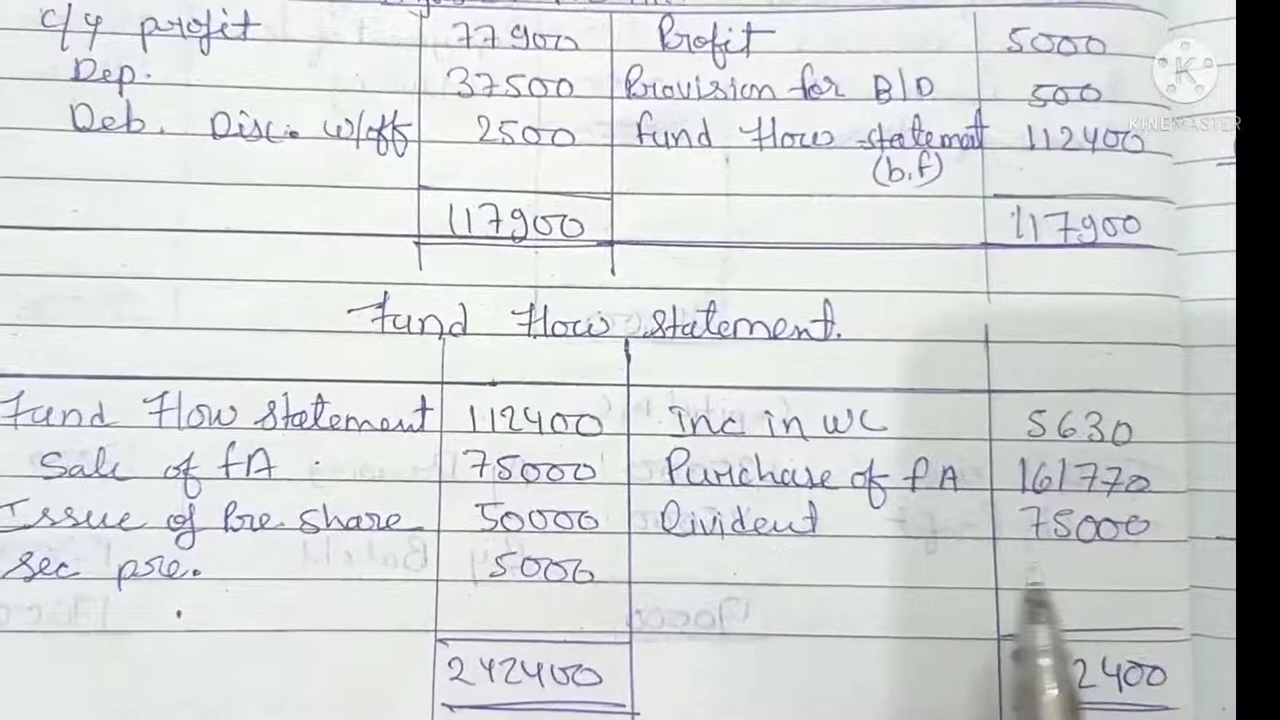 c/y profit 77900 Profit 5000
Dep. 37500 Provision for B/D 500
Deb. Disc. w/off 2500 fund flow statement 112400
(b.f)
117900 117900
KINEMASTER
Fund Flow statement.
Fund Flow statement 112400 Inc in WC 5630
Sale of fA 75000 Purchase of fA 161770
Issue of Pre. share 50000 Divident 75000
sec pre. 5000
242400 2400